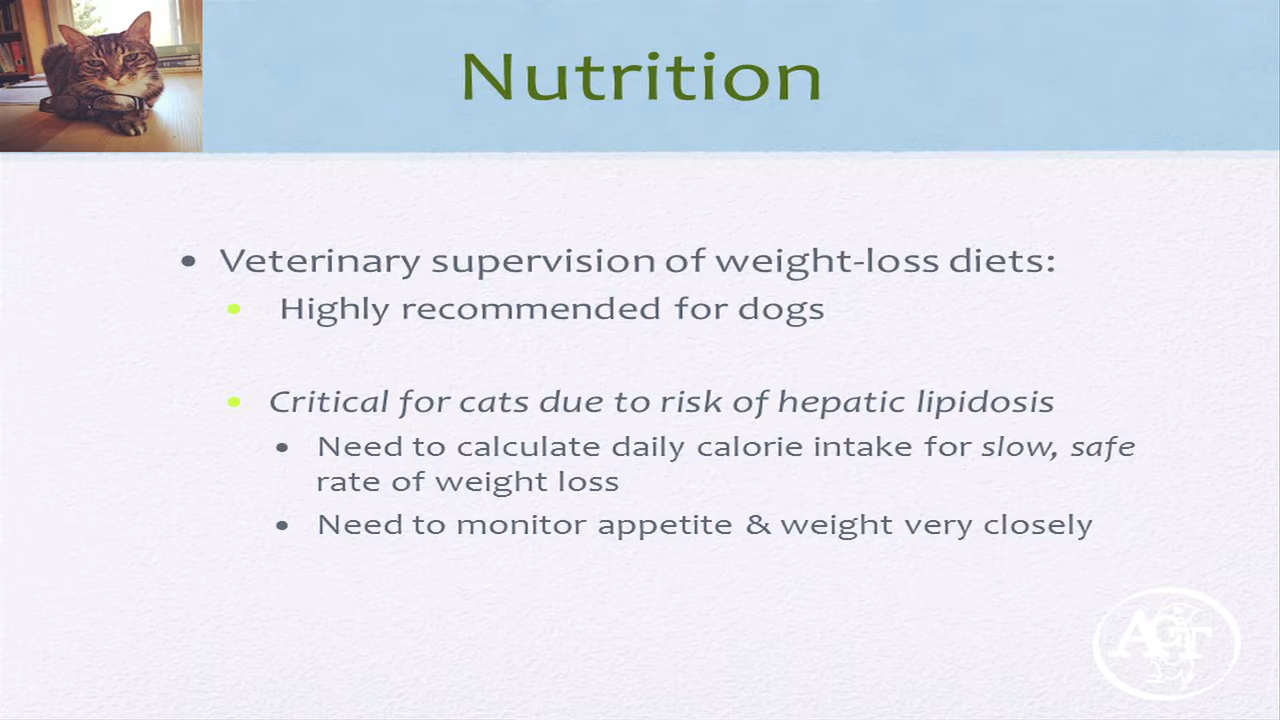 Nutrition
• Veterinary supervision of weight-loss diets:
• Highly recommended for dogs
• Critical for cats due to risk of hepatic lipidosis
• Need to calculate daily calorie intake for slow, safe
rate of weight loss
• Need to monitor appetite & weight very closely
AGT